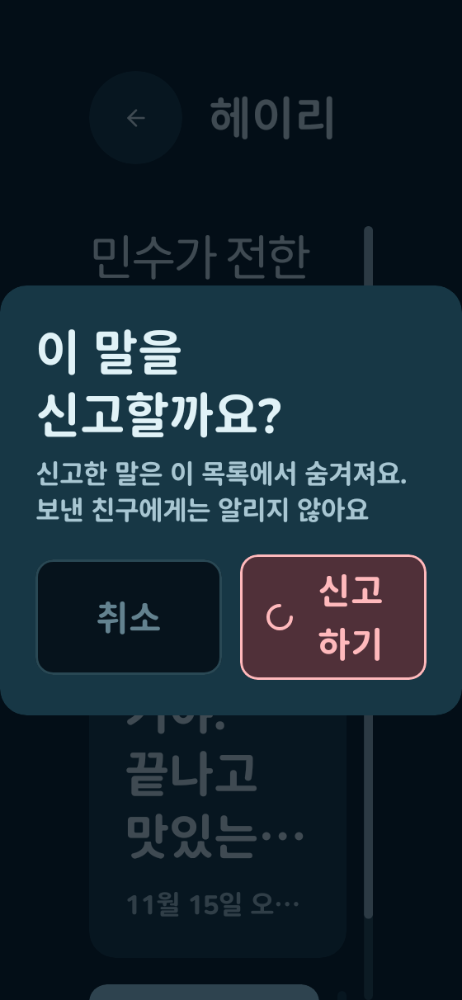 헤이리
민수가 전한
이 말을
신고할까요?
신고한 말은 이 목록에서 숨겨져요.
보낸 친구에게는 알리지 않아요
취소
신고
하기
끝나고
맛있는…
11월 15일 오…